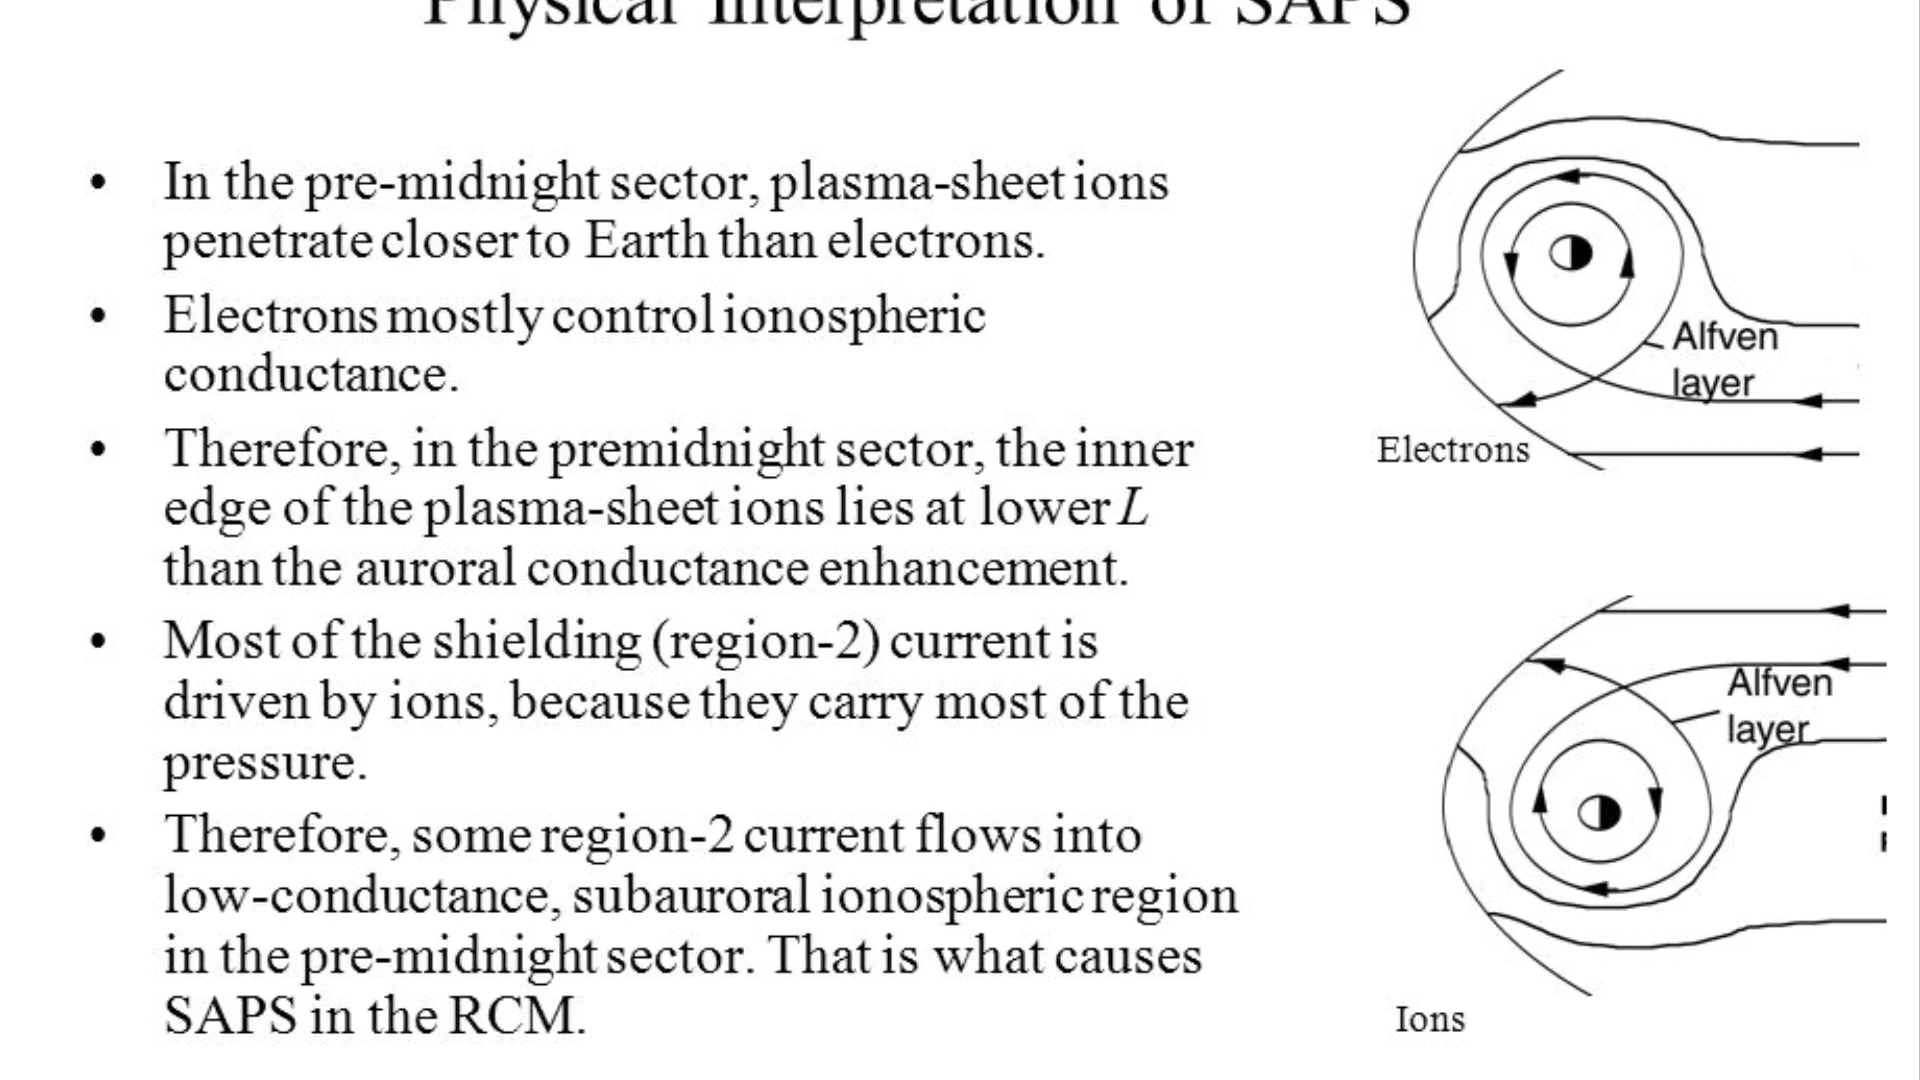 Physical Interpretation of SAPS
• In the pre-midnight sector, plasma-sheet ions
penetrate closer to Earth than electrons.
• Electrons mostly control ionospheric
conductance.
• Therefore, in the premidnight sector, the inner
edge of the plasma-sheet ions lies at lower L
than the auroral conductance enhancement.
• Most of the shielding (region-2) current is
driven by ions, because they carry most of the
pressure.
• Therefore, some region-2 current flows into
low-conductance, subauroral ionospheric region
in the pre-midnight sector. That is what causes
SAPS in the RCM.
Alfven
layer
Electrons
Alfven
layer
Ions